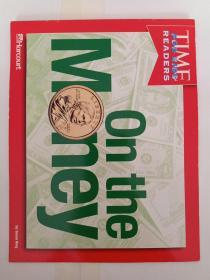 Harcourt
TIME
FOR KIDS
READERS
On the
Money